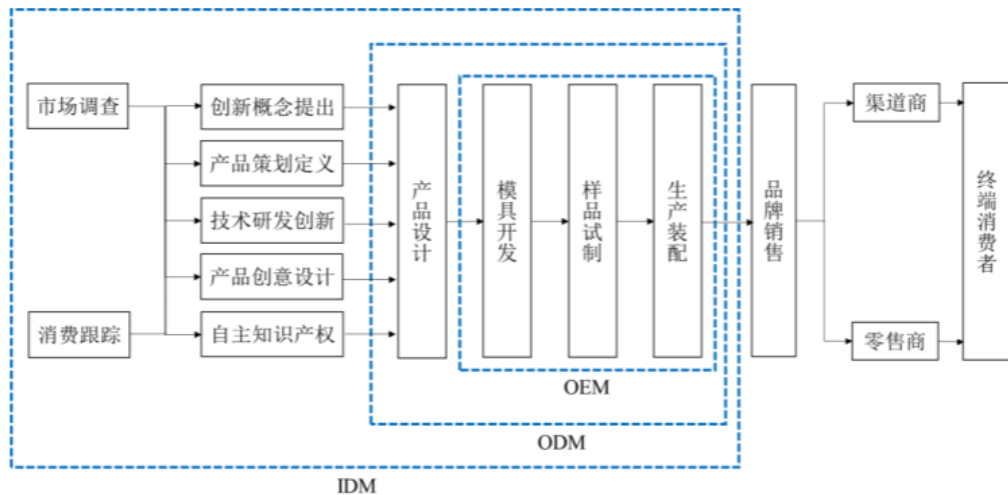 市场调查
消费跟踪
创新概念提出
产品策划定义
技术研发创新
产品创意设计
自主知识产权
产品设计
模具开发
样品试制
生产装配
品牌销售
渠道商
零售商
终端消费者
OEM
ODM
IDM